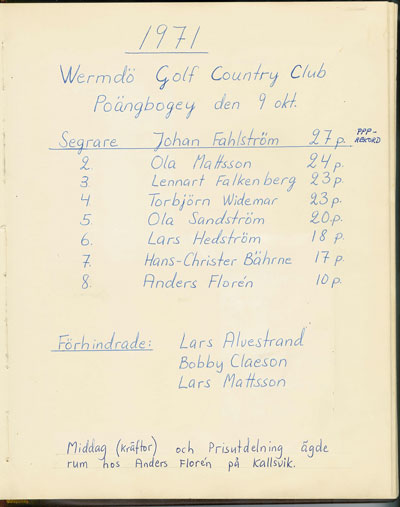 1971
Wermdö Golf Country Club
Poängbogey den 9 okt.
Segrare Johan Fahlström 27 p. PPP-REKORD
2. Ola Mattsson 24 p.
3. Lennart Falkenberg 23 p.
4 Torbjörn Widemar 23 p.
5. Ola Sandström 20 p.
6. Lars Hedström 18 p.
7. Hans-Christer Bährne 17 p.
8. Anders Florén 10 p.
Förhindrade: Lars Alvestrand
Bobby Claeson
Lars Mattsson
Middag (kräftor) och Prisutdelning ägde
rum hos Anders Florén på Kallsvik.